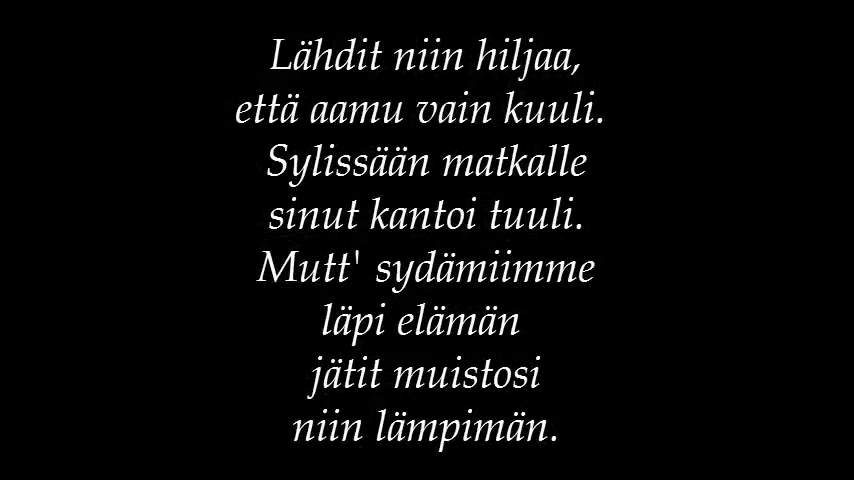 Lähdit niin hiljaa,
että aamu vain kuuli.
Sylissään matkalle
sinut kantoi tuuli.
Mutt' sydämiimme
läpi elämän
jätit muistosi
niin lämpimän.